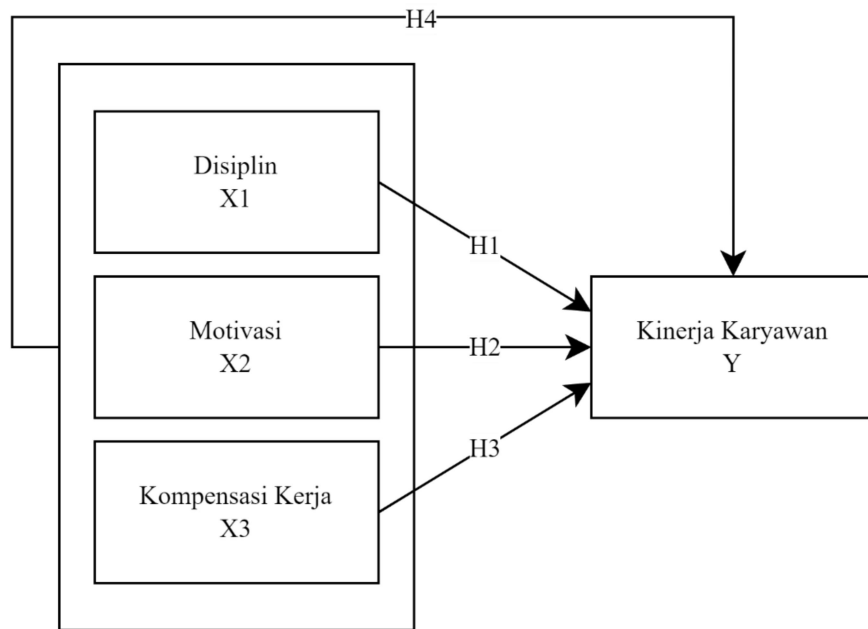 H4
Disiplin
X1
H1
Motivasi
X2
H2
Kinerja Karyawan
Y
H3
Kompensasi Kerja
X3